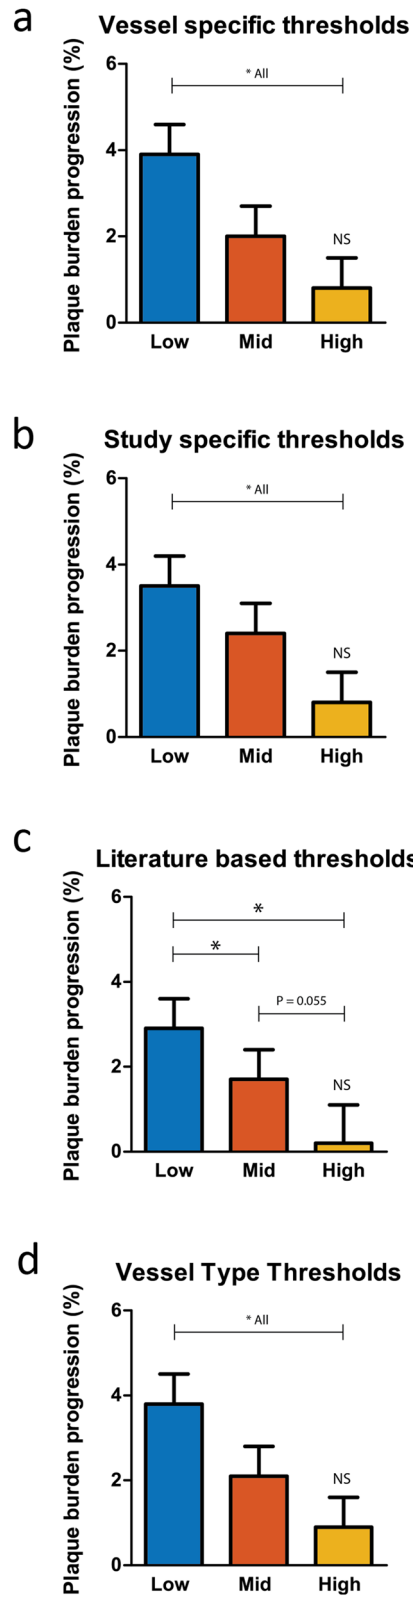 a
Vessel specific thresholds
Plaque burden progression (%)
6
* All
4
2
NS
0
Low Mid High
b
Study specific thresholds
Plaque burden progression (%)
6
* All
4
2
NS
0
Low Mid High
c
Literature based thresholds
Plaque burden progression (%)
6
*
*
4
P = 0.055
2
NS
0
Low Mid High
d
Vessel Type Thresholds
Plaque burden progression (%)
6
* All
4
2
NS
0
Low Mid High